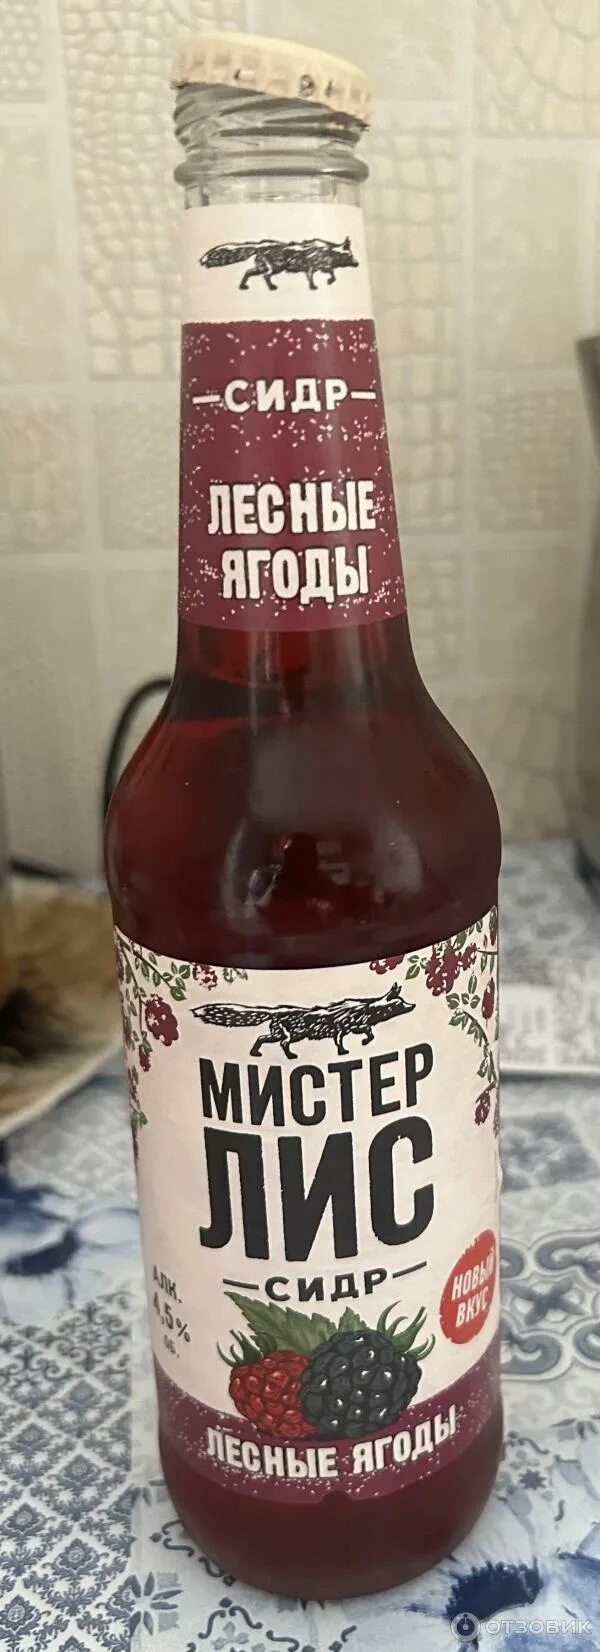 —СИДР—
ЛЕСНЫЕ
ЯГОДЫ
МИСТЕР
ЛИС
—СИДР—
АЛК.
4,5%
ОБ.
НОВЫЙ
ВКУС
ЛЕСНЫЕ ЯГОДЫ
ОТЗОВИК